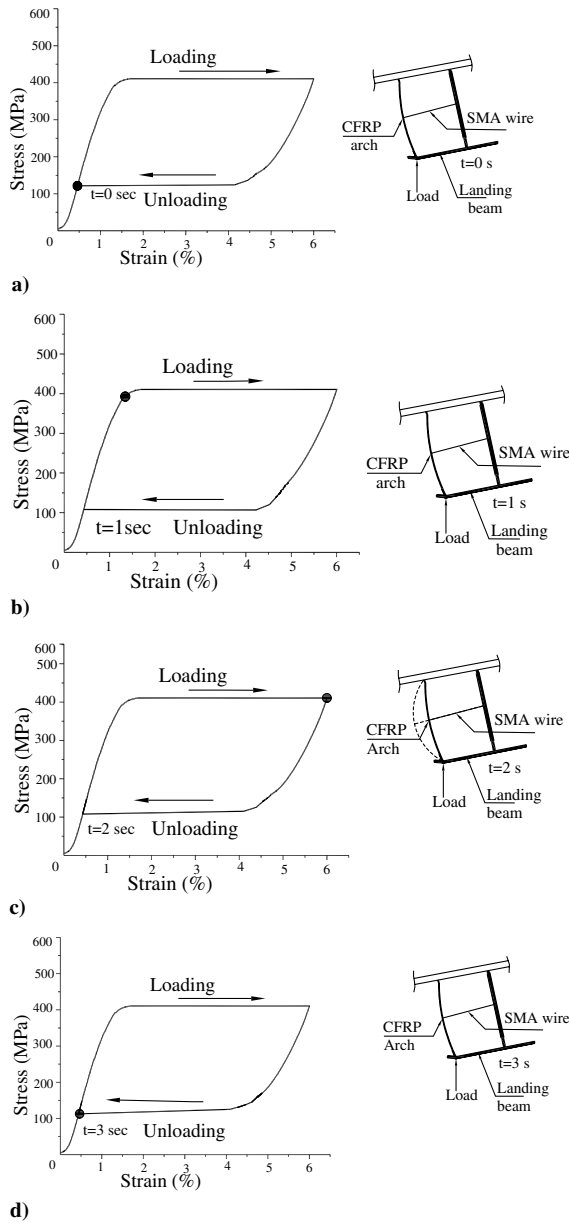 600
500
400
300
200
100
0
1
2
3
4
5
6
Stress (MPa)
Strain (%)
Loading
Unloading
t=0 sec
CFRP
arch
SMA wire
t=0 s
Load
Landing
beam
a)
600
500
400
300
200
100
0
1
2
3
4
5
6
Stress (MPa)
Strain (%)
Loading
t=1sec
Unloading
CFRP
arch
SMA wire
t=1 s
Load
Landing
beam
b)
600
500
400
300
200
100
0
1
2
3
4
5
6
Stress (MPa)
Strain (%)
Loading
t=2 sec
Unloading
CFRP
Arch
SMA wire
t=2 s
Load
Landing
beam
c)
600
500
400
300
200
100
0
1
2
3
4
5
6
Stress (MPa)
Strain (%)
Loading
t=3 sec
Unloading
CFRP
Arch
SMA wire
t=3 s
Load
Landing
beam
d)